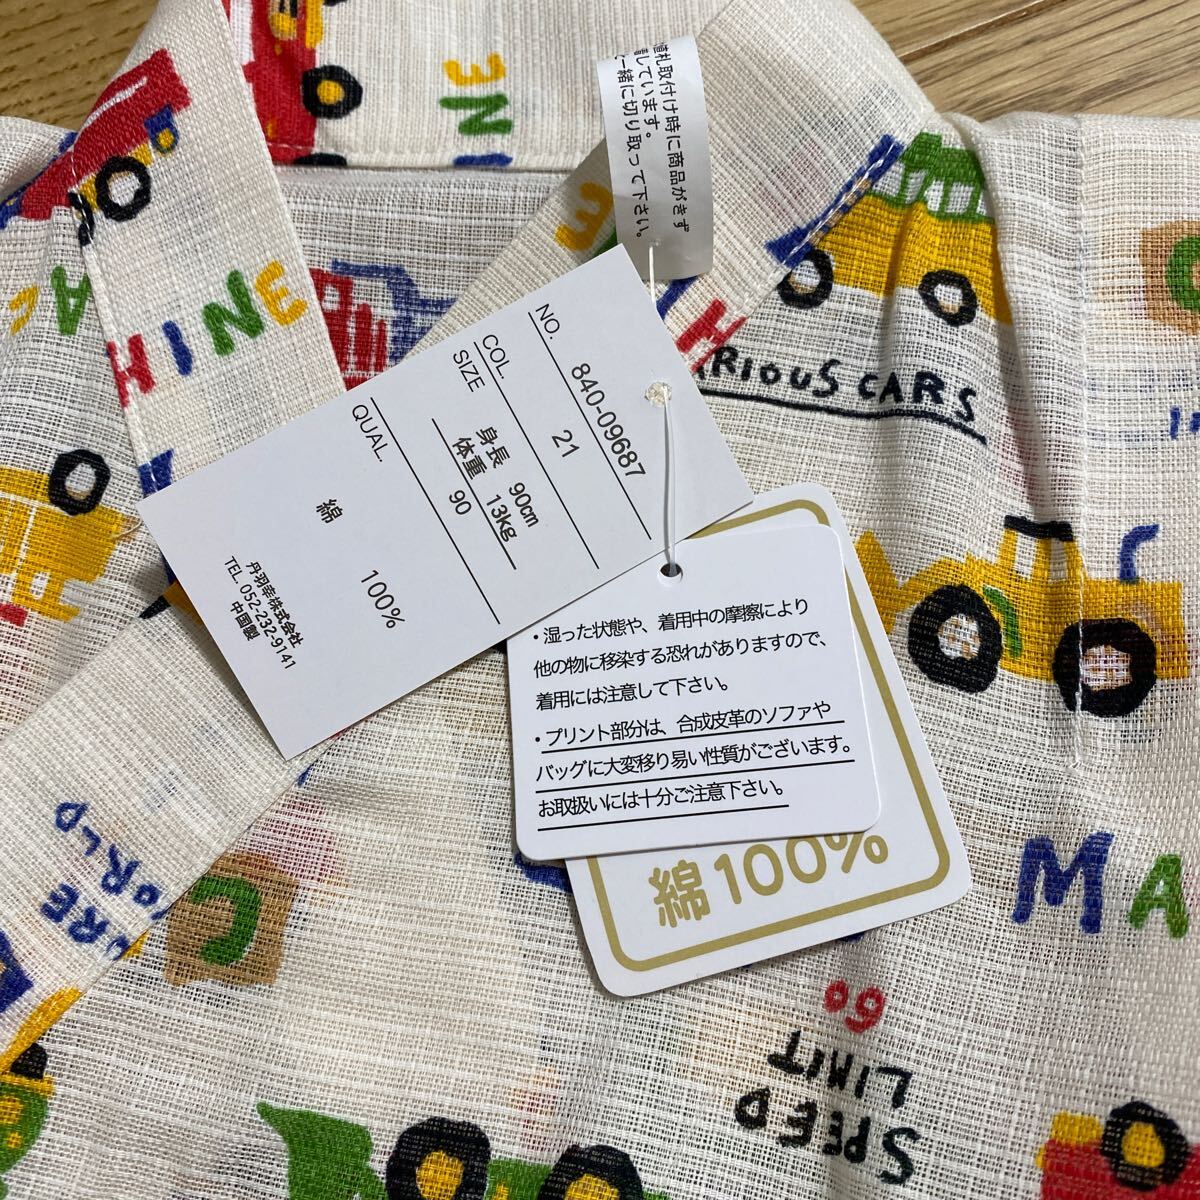 値札取付け時に商品がきず
しています。
一緒に切り取って下さい。
NO. 840-09687
COL. 21
SIZE 身長 90cm
体重 13kg
90
QUAL.
綿 100%
丹羽幸株式会社
TEL. 052-232-9141
中国製
・湿った状態や、着用中の摩擦により
他の物に移染する恐れがありますので、
着用には注意して下さい。
・プリント部分は、合成皮革のソファや
バッグに大変移り易い性質がございます。
お取扱いには十分ご注意下さい。
綿100%
HINE
CARS
MA
60
SPEED
LIMIT